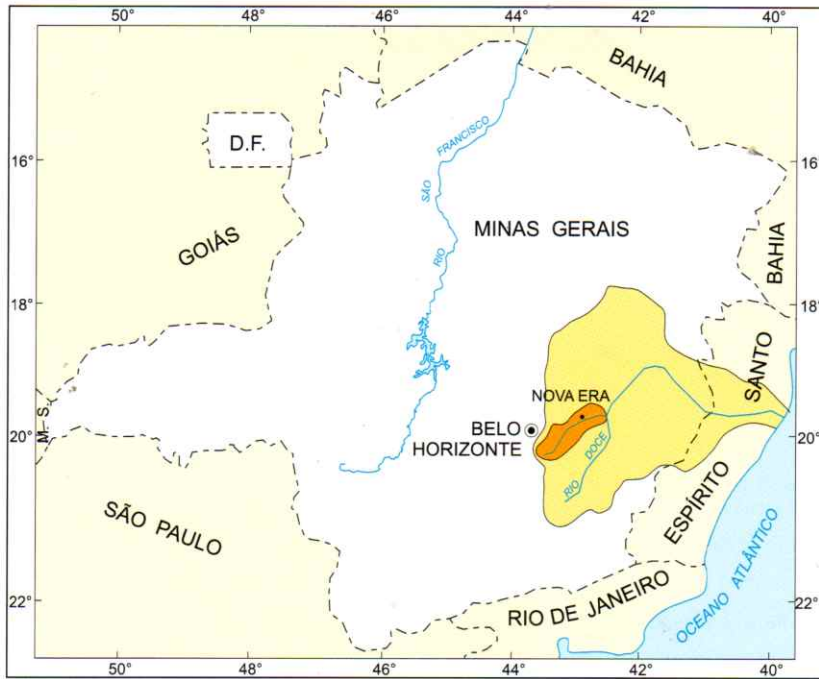 50° 48° 46° 44° 42° 40°
BAHIA
D.F.
16° 16°
FRANCISCO
SÃO
RIO
MINAS GERAIS
GOIÁS
BAHIA
18° 18°
SANTO
NOVA ERA
M. S.
BELO
HORIZONTE
20° 20°
RIO DOCE
ESPÍRITO
SÃO PAULO
OCEANO ATLÂNTICO
RIO DE JANEIRO
22° 22°
50° 48° 46° 44° 42° 40°